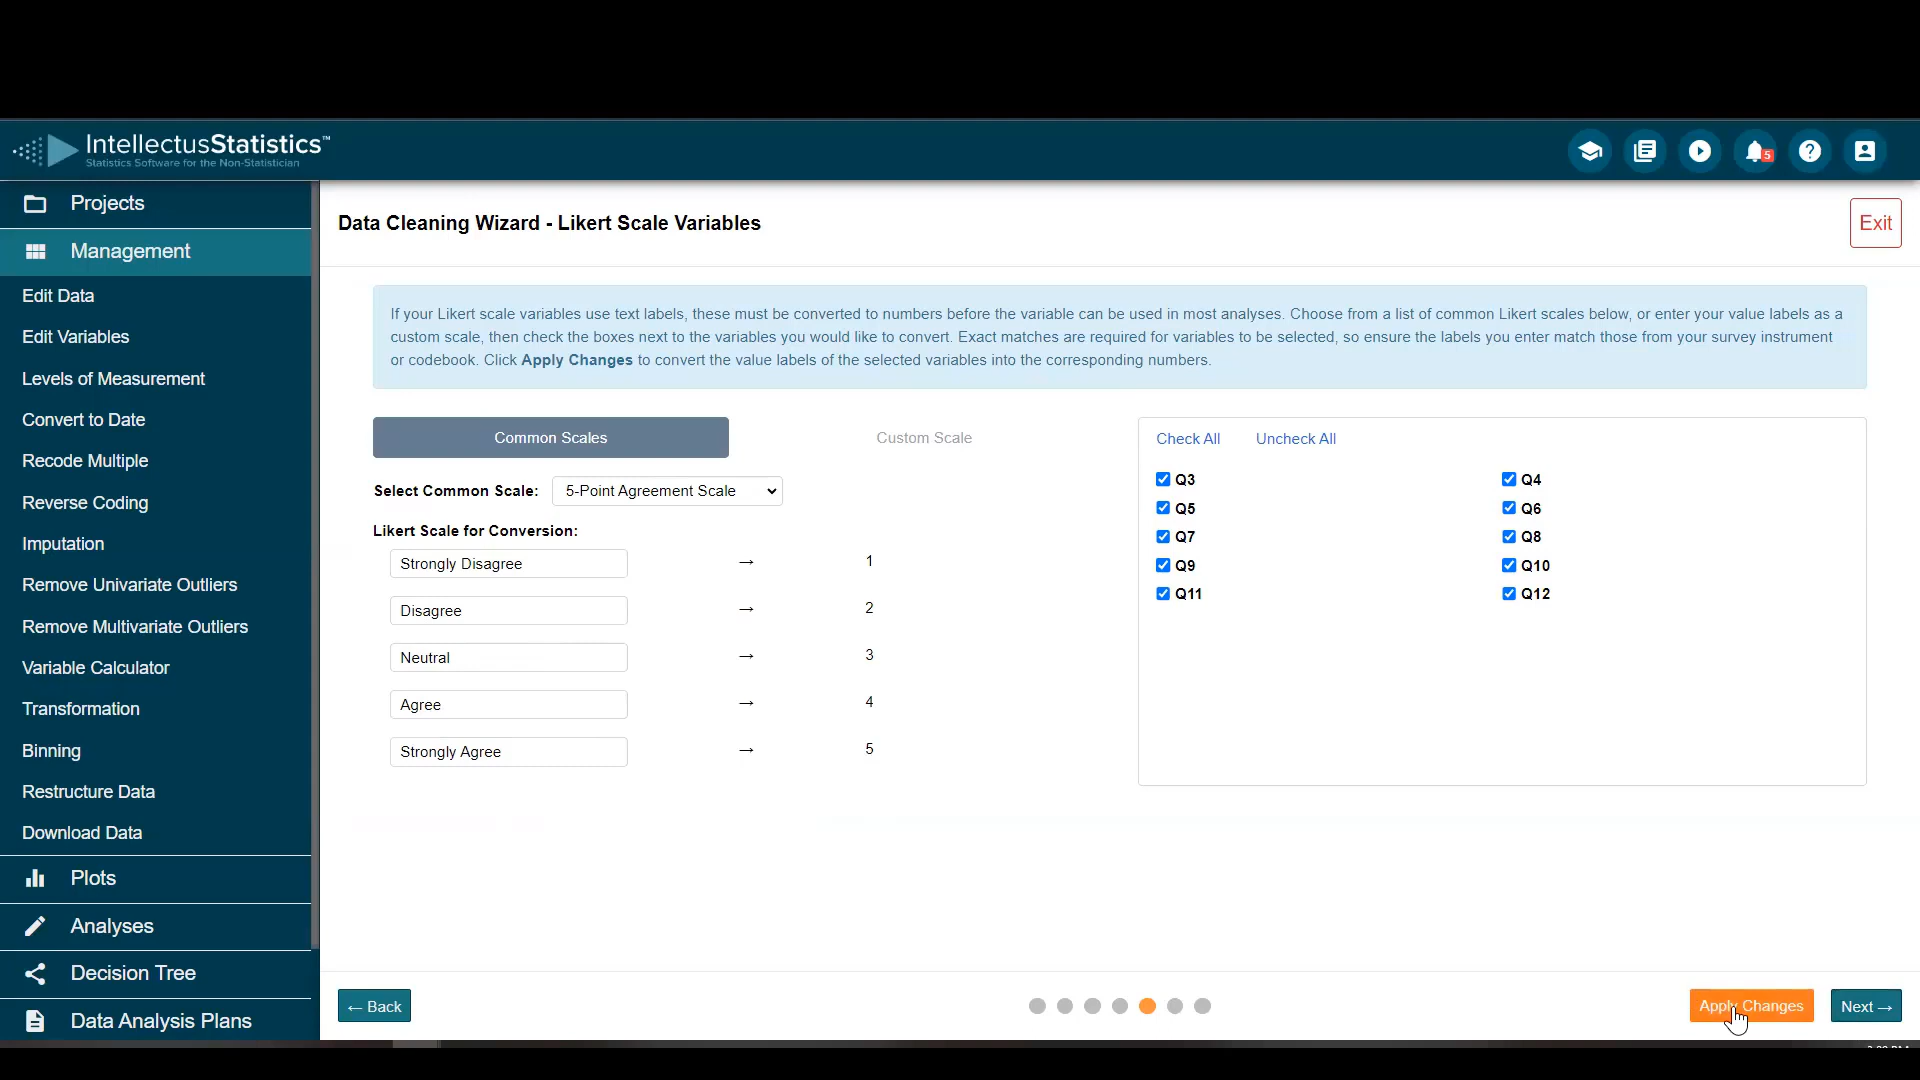 IntellectusStatistics™
Statistics Software for the Non-Statistician
5
Projects
Management
Edit Data
Edit Variables
Levels of Measurement
Convert to Date
Recode Multiple
Reverse Coding
Imputation
Remove Univariate Outliers
Remove Multivariate Outliers
Variable Calculator
Transformation
Binning
Restructure Data
Download Data
Plots
Analyses
Decision Tree
Data Analysis Plans
Data Cleaning Wizard - Likert Scale Variables
Exit
If your Likert scale variables use text labels, these must be converted to numbers before the variable can be used in most analyses. Choose from a list of common Likert scales below, or enter your value labels as a
custom scale, then check the boxes next to the variables you would like to convert. Exact matches are required for variables to be selected, so ensure the labels you enter match those from your survey instrument
or codebook. Click Apply Changes to convert the value labels of the selected variables into the corresponding numbers.
Common Scales
Custom Scale
Select Common Scale: 5-Point Agreement Scale
Likert Scale for Conversion:
Strongly Disagree → 1
Disagree → 2
Neutral → 3
Agree → 4
Strongly Agree → 5
Check All Uncheck All
Q3 Q4
Q5 Q6
Q7 Q8
Q9 Q10
Q11 Q12
← Back
Apply Changes
Next →